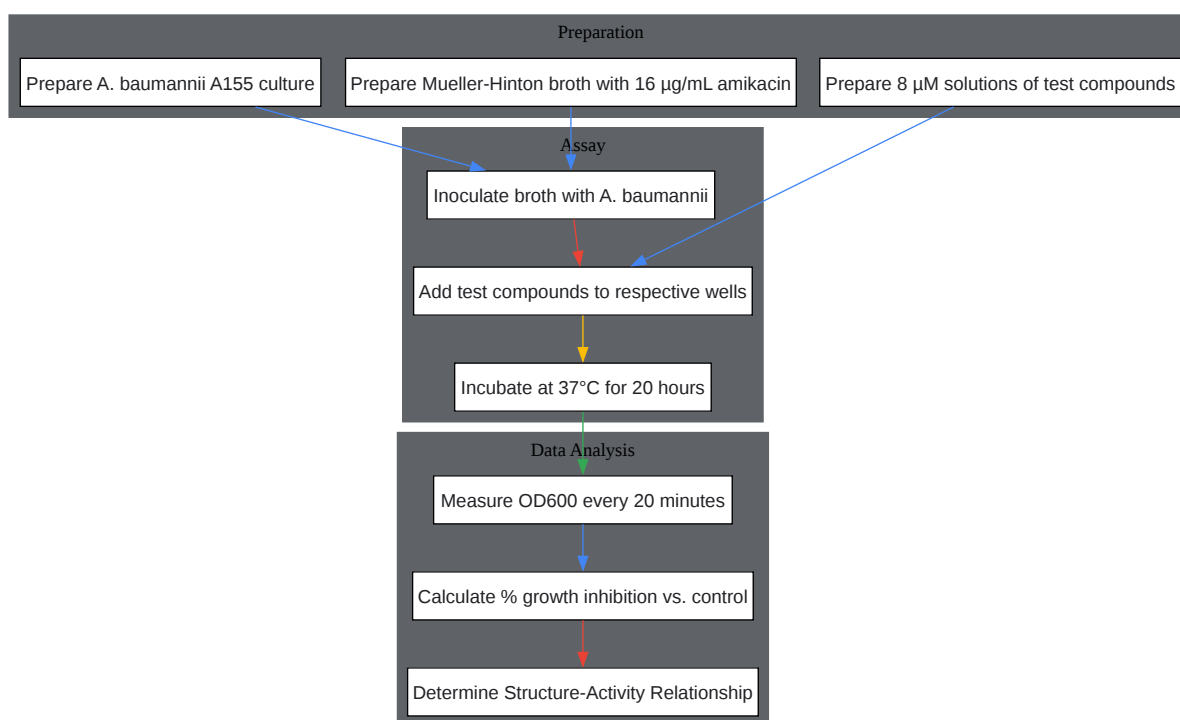 Preparation
Prepare A. baumannii A155 culture
Prepare Mueller-Hinton broth with 16 µg/mL amikacin
Prepare 8 µM solutions of test compounds
Assay
Inoculate broth with A. baumannii
Add test compounds to respective wells
Incubate at 37°C for 20 hours
Data Analysis
Measure OD600 every 20 minutes
Calculate % growth inhibition vs. control
Determine Structure-Activity Relationship